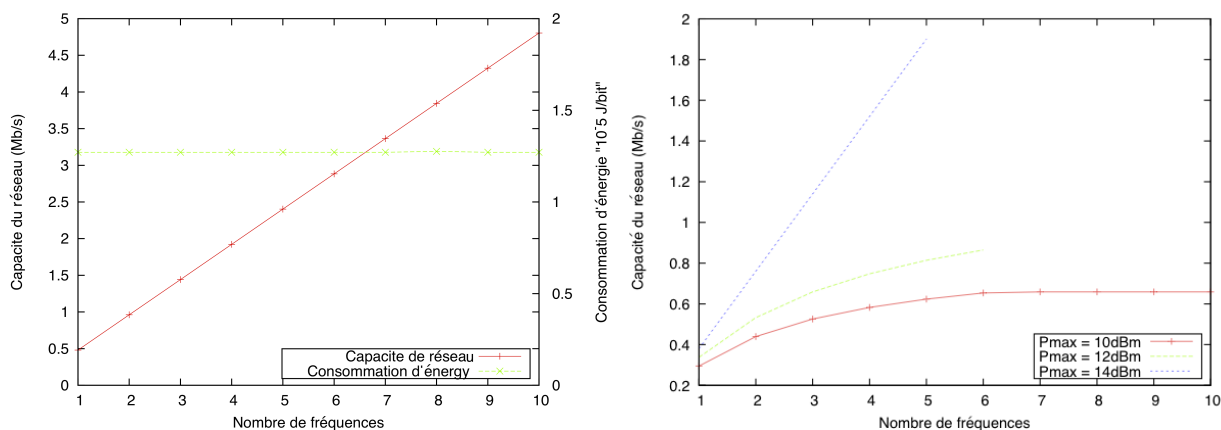 5
4.5
4
3.5
3
2.5
2
1.5
1
0.5
0
Capacite du réseau (Mb/s)
2
1.5
1
0.5
0
Consommation d'énergie "10^-5 J/bit"
Capacite de réseau
Consommation d'énergy
1 2 3 4 5 6 7 8 9 10
Nombre de fréquences
2
1.8
1.6
1.4
1.2
1
0.8
0.6
0.4
0.2
Capacité du réseau (Mb/s)
Pmax = 10dBm
Pmax = 12dBm
Pmax = 14dBm
1 2 3 4 5 6 7 8 9 10
Nombre de fréquences